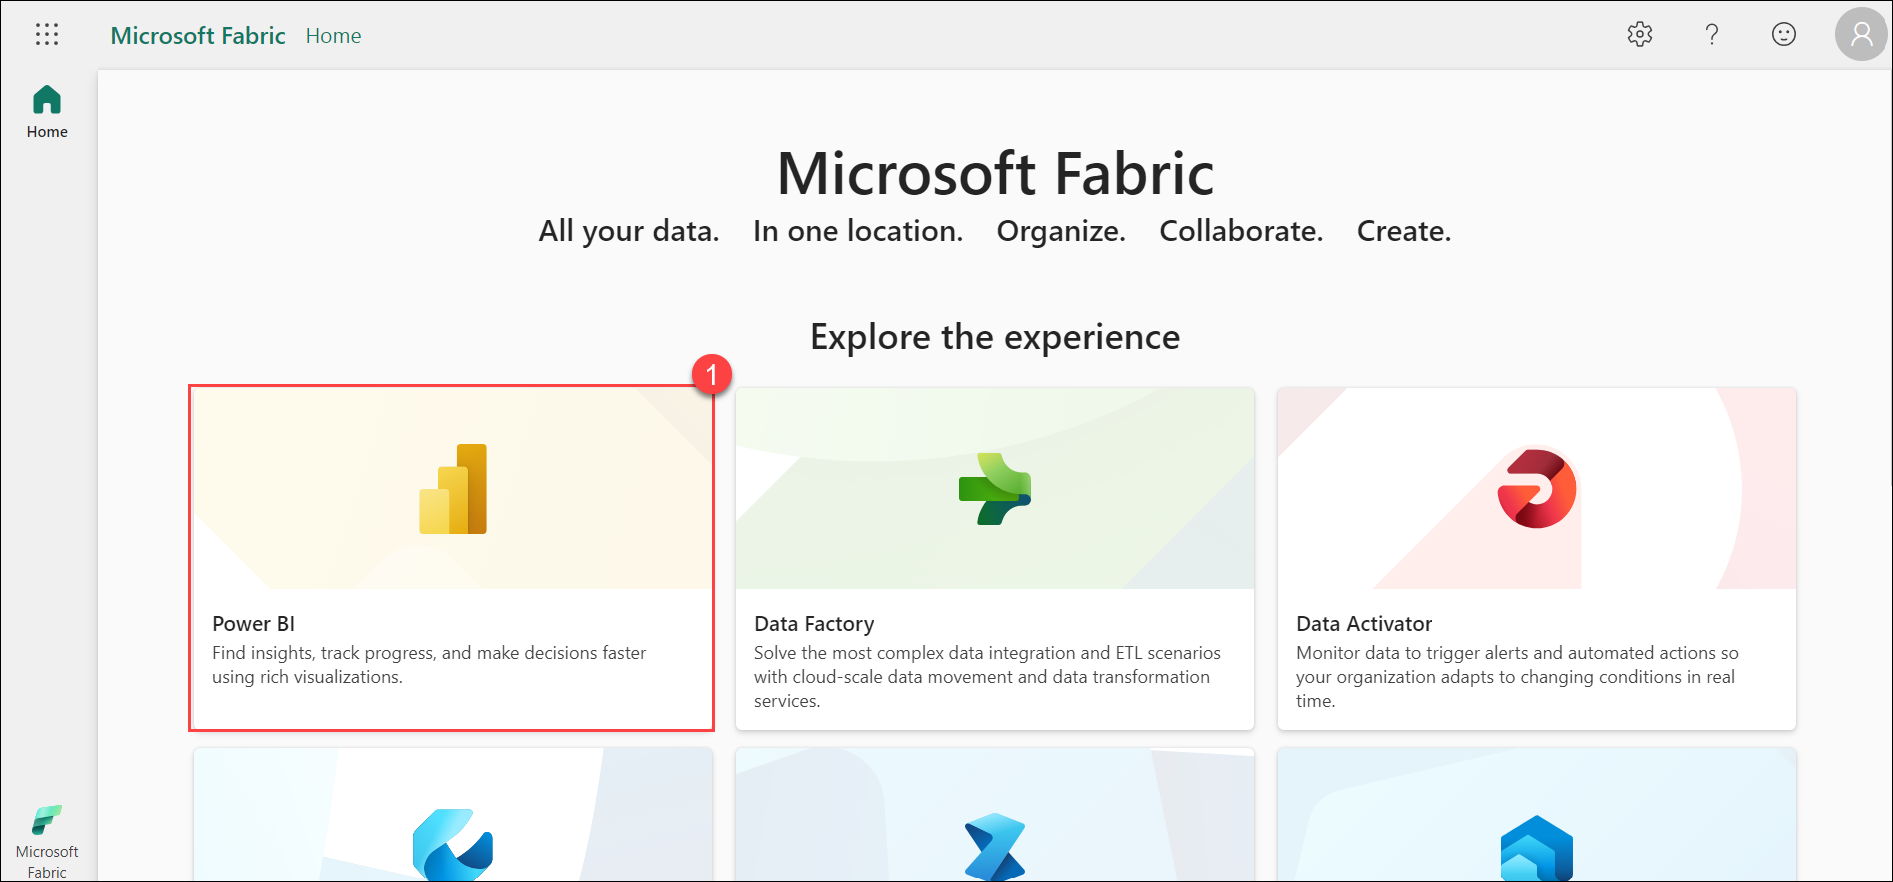 Microsoft Fabric Home
Home
Microsoft Fabric
All your data. In one location. Organize. Collaborate. Create.
Explore the experience
1
Power BI
Find insights, track progress, and make decisions faster
using rich visualizations.
Data Factory
Solve the most complex data integration and ETL scenarios
with cloud-scale data movement and data transformation
services.
Data Activator
Monitor data to trigger alerts and automated actions so
your organization adapts to changing conditions in real
time.
Microsoft
Fabric